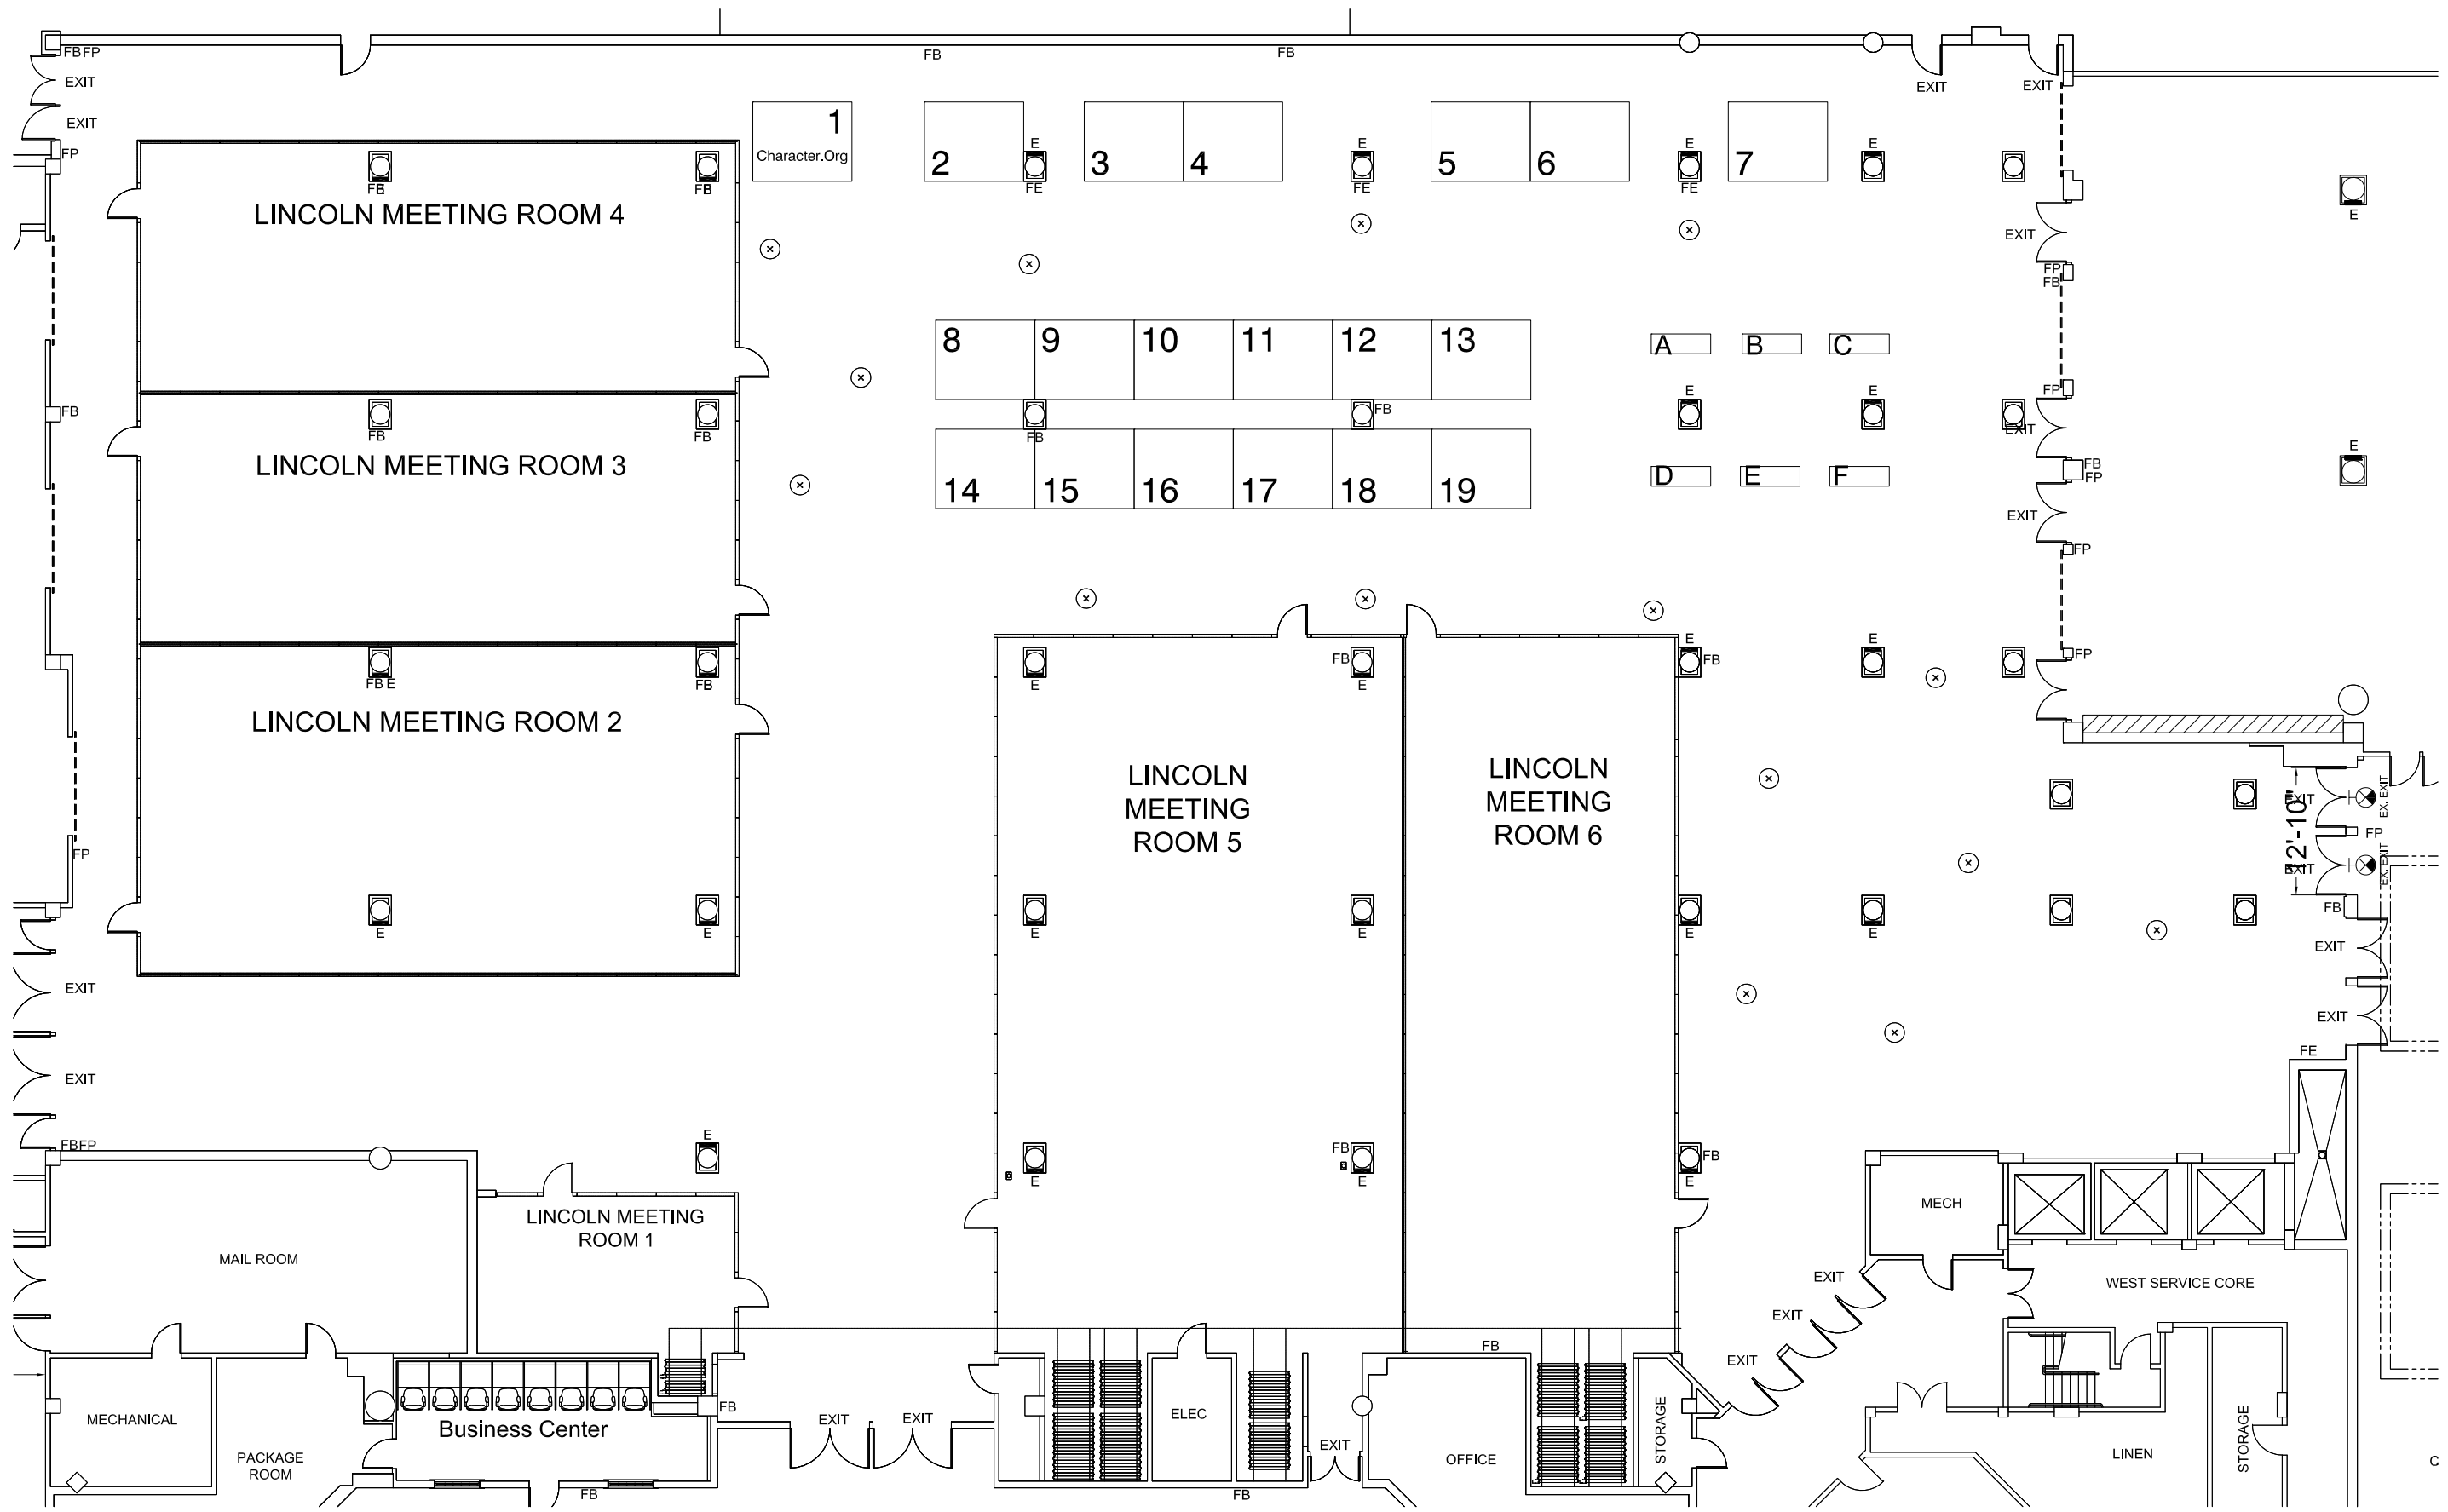 FBFP
FB
FB
EXIT
EXIT
EXIT
EXIT
FP
1
Character.Org
2
E
FE
3
4
E
FE
5
6
E
FE
7
E
FB
FB
LINCOLN MEETING ROOM 4
E
EXIT
FP
FB
8
9
10
11
12
13
A
B
C
FB
FP
E
E
FB
FB
FB
FB
EXIT
LINCOLN MEETING ROOM 3
14
15
16
17
18
19
D
E
F
E
FB
FP
EXIT
FP
FB E
FB
FB
E
E
E
FB
E
E
FP
LINCOLN MEETING ROOM 2
LINCOLN
MEETING
ROOM 5
LINCOLN
MEETING
ROOM 6
12'-10"
EXIT
EX. EXIT
FP
EXIT
EX. EXIT
FP
FB
E
E
E
E
E
E
EXIT
EXIT
EXIT
EXIT
FE
FBFP
E
FB
E
E
FB
E
LINCOLN MEETING
ROOM 1
MAIL ROOM
MECH
EXIT
WEST SERVICE CORE
EXIT
FB
EXIT
MECHANICAL
Business Center
FB
EXIT
EXIT
ELEC
EXIT
OFFICE
STORAGE
LINEN
STORAGE
PACKAGE
ROOM
FB
FB
C